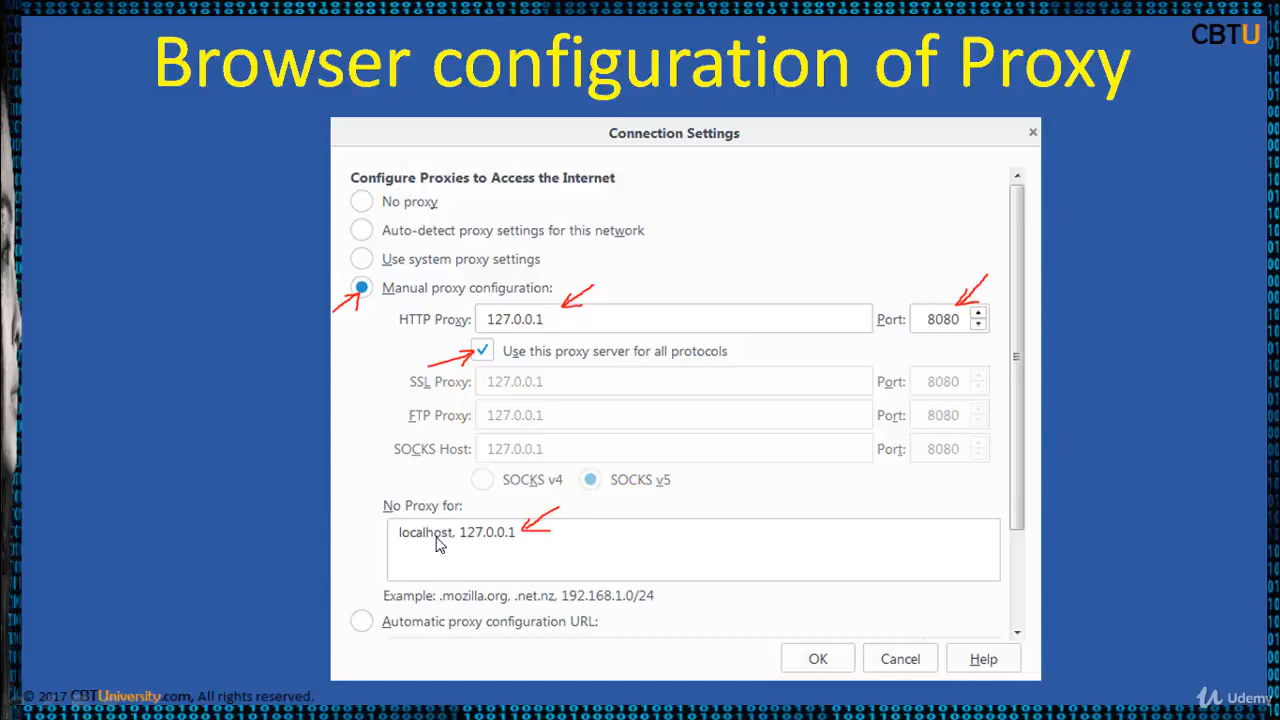 CBTU
Browser configuration of Proxy
Connection Settings
Configure Proxies to Access the Internet
No proxy
Auto-detect proxy settings for this network
Use system proxy settings
Manual proxy configuration:
HTTP Proxy: 127.0.0.1 Port: 8080
Use this proxy server for all protocols
SSL Proxy: 127.0.0.1 Port: 8080
FTP Proxy: 127.0.0.1 Port: 8080
SOCKS Host: 127.0.0.1 Port: 8080
SOCKS v4 SOCKS v5
No Proxy for:
localhost, 127.0.0.1
Example: .mozilla.org, .net.nz, 192.168.1.0/24
Automatic proxy configuration URL:
OK Cancel Help
© 2017 CBTUniversity.com, All rights reserved.
Udemy